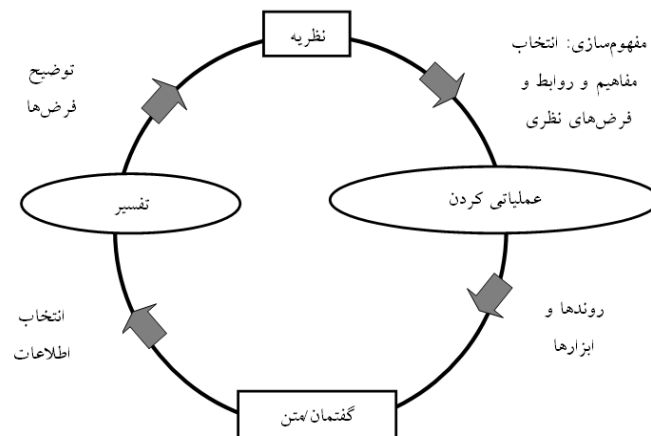 نظریه
مفهوم‌سازی: انتخاب
مفاهیم و روابط و
فرض‌های نظری
توضیح
فرض‌ها
عملیاتی کردن
تفسیر
روندها و
ابزارها
انتخاب
اطلاعات
گفتمان/متن